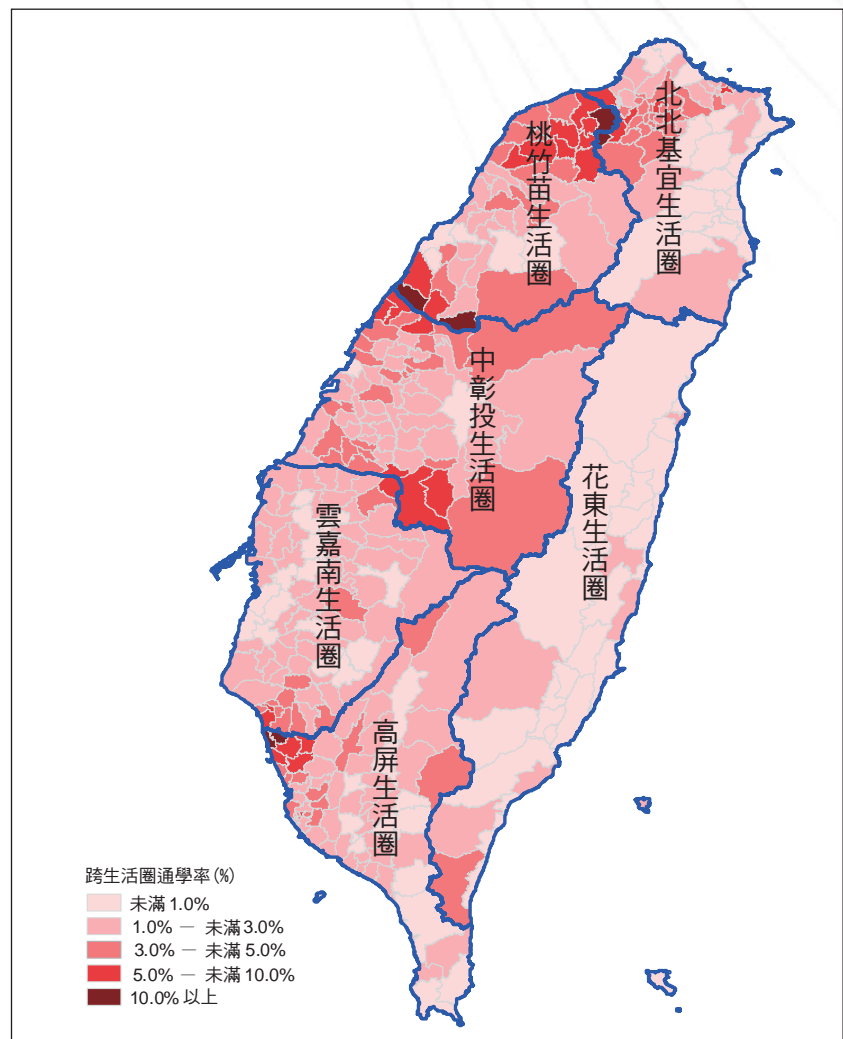 北北基宜生活圈
桃竹苗生活圈
中彰投生活圈
花東生活圈
雲嘉南生活圈
高屏生活圈
跨生活圈通學率(%)
未滿1.0%
1.0% — 未滿3.0%
3.0% — 未滿5.0%
5.0% — 未滿10.0%
10.0%以上